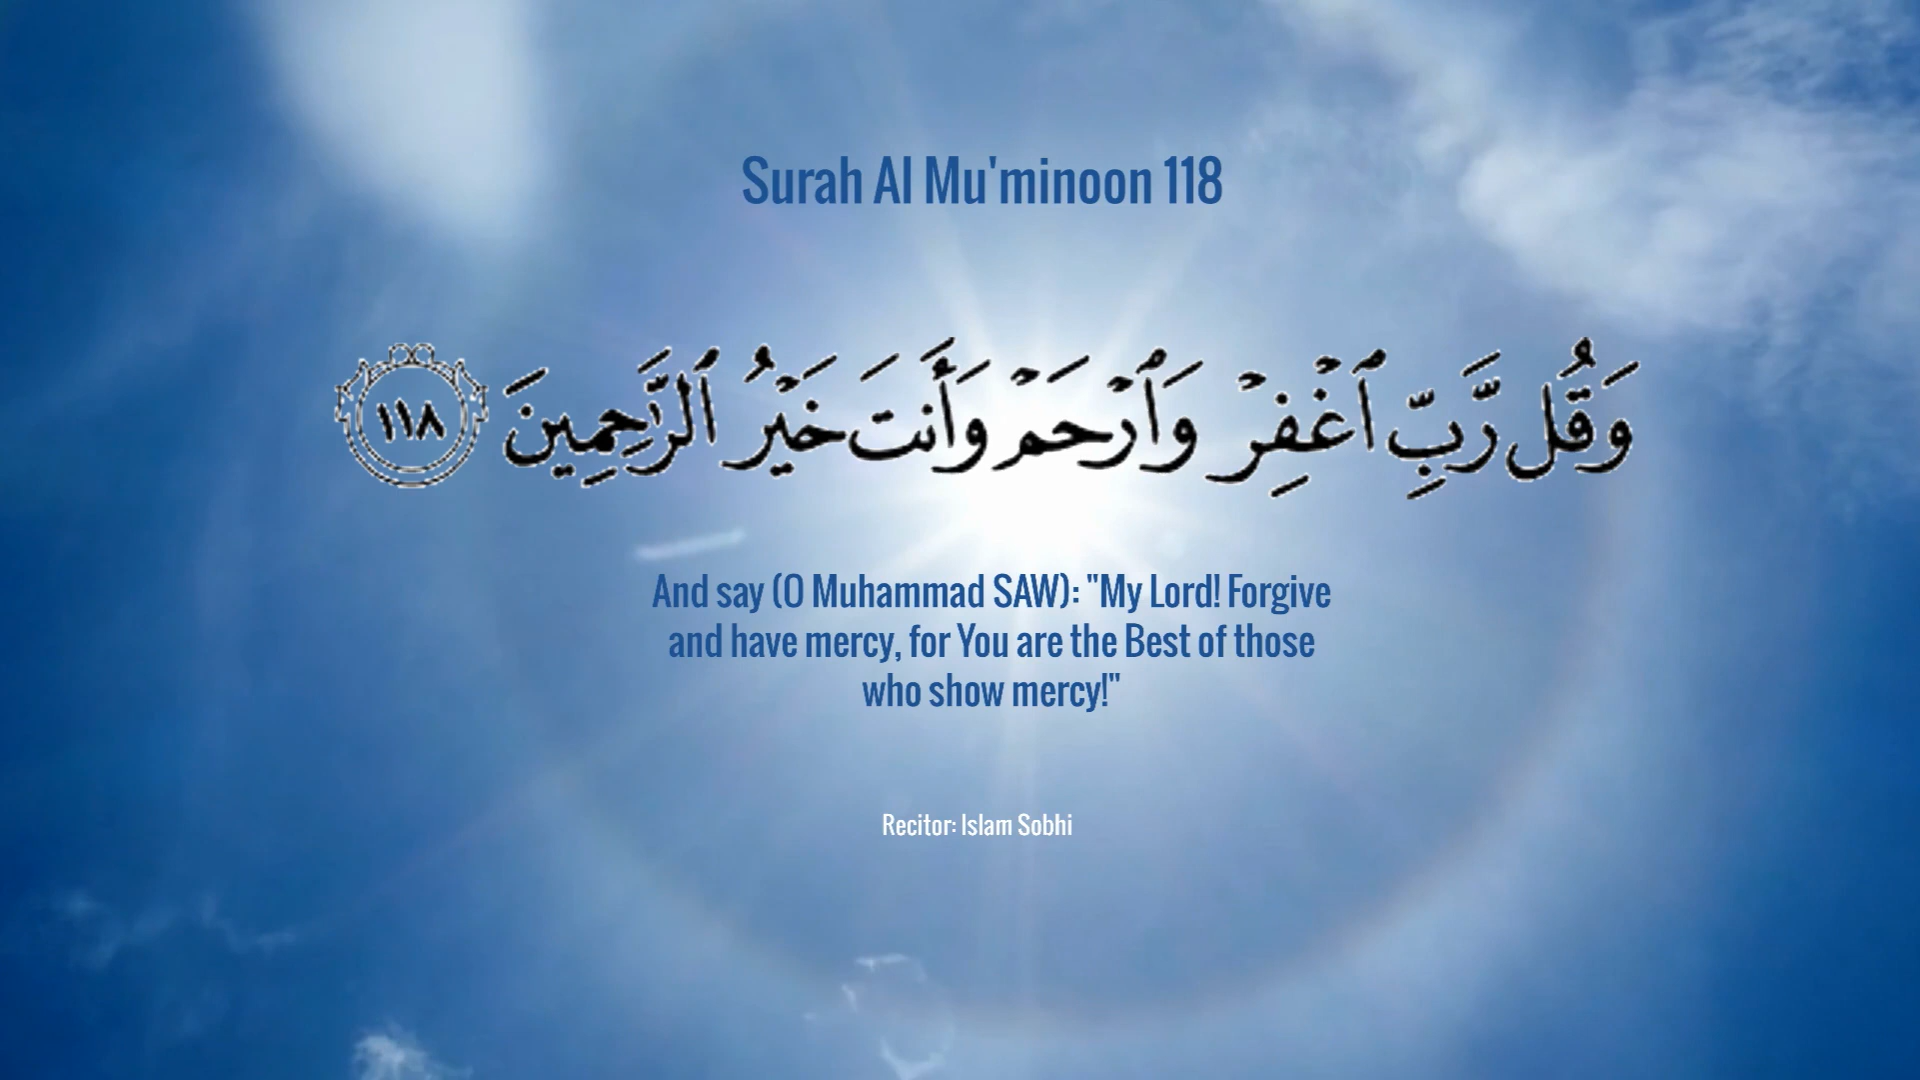 Surah Al Mu'minoon 118
وَقُل رَّبِّ ٱغْفِرْ وَٱرْحَمْ وَأَنتَ خَيْرُ ٱلرَّٰحِمِينَ ١١٨
And say (O Muhammad SAW): "My Lord! Forgive
and have mercy, for You are the Best of those
who show mercy!"
Recitor: Islam Sobhi